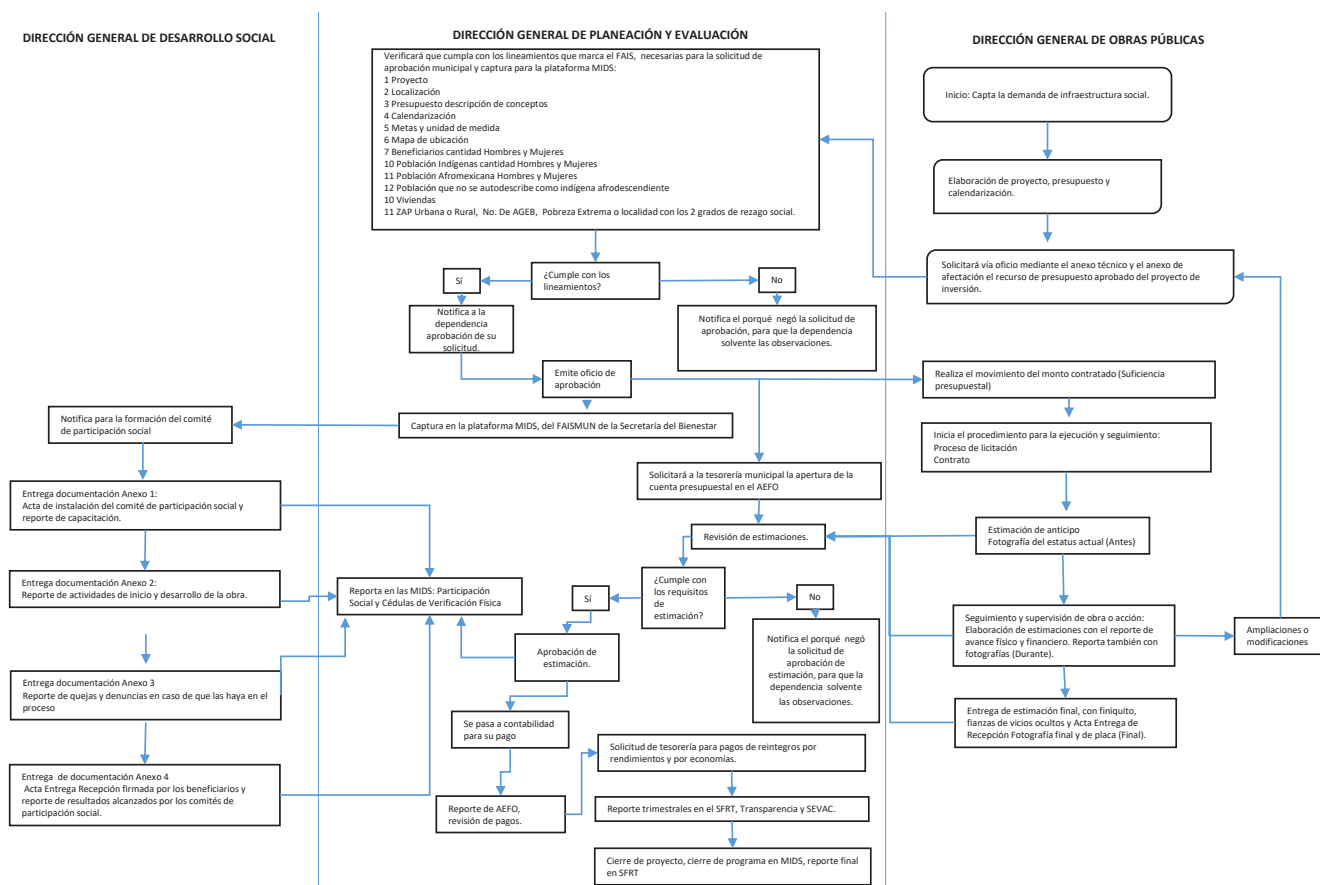 DIRECCIÓN GENERAL DE DESARROLLO SOCIAL
Notifica para la formación del comité
de participación social
Entrega documentación Anexo 1:
Acta de instalación del comité de participación social y
reporte de capacitación.
Entrega documentación Anexo 2:
Reporte de actividades de inicio y desarrollo de la obra.
Entrega documentación Anexo 3
Reporte de quejas y denuncias en caso de que las haya en el
proceso
Entrega de documentación Anexo 4
Acta Entrega Recepción firmada por los beneficiarios y
reporte de resultados alcanzados por los comités de
participación social.
DIRECCIÓN GENERAL DE PLANEACIÓN Y EVALUACIÓN
Verificará que cumpla con los lineamientos que marca el FAIS, necesarias para la solicitud de
aprobación municipal y captura para la plataforma MIDS:
1 Proyecto
2 Localización
3 Presupuesto descripción de conceptos
4 Calendarización
5 Metas y unidad de medida
6 Mapa de ubicación
7 Beneficiarios cantidad Hombres y Mujeres
10 Población Indígenas cantidad Hombres y Mujeres
11 Población Afromexicana Hombres y Mujeres
12 Población que no se autodescribe como indígena afrodescendiente
10 Viviendas
11 ZAP Urbana o Rural, No. De AGEB, Pobreza Extrema o localidad con los 2 grados de rezago social.
¿Cumple con los
lineamientos?
Sí
No
Notifica a la
dependencia
aprobación de su
solicitud.
Notifica el porqué negó la solicitud de
aprobación, para que la dependencia
solvente las observaciones.
Emite oficio de
aprobación
Captura en la plataforma MIDS, del FAISMUN de la Secretaría del Bienestar
Solicitará a la tesorería municipal la apertura de la
cuenta presupuestal en el AEFO
Revisión de estimaciones.
¿Cumple con
los requisitos
de
estimación?
Sí
No
Reporta en las MIDS: Participación
Social y Cédulas de Verificación Física
Aprobación de
estimación.
Notifica el porqué negó
la solicitud de
aprobación de
estimación, para que la
dependencia solvente
las observaciones.
Se pasa a contabilidad
para su pago
Reporte de AEFO,
revisión de pagos.
Solicitud de tesorería para pagos de reintegros por
rendimientos y por economías.
Reporte trimestrales en el SFRT, Transparencia y SEVAC.
Cierre de proyecto, cierre de programa en MIDS, reporte final
en SFRT
DIRECCIÓN GENERAL DE OBRAS PÚBLICAS
Inicio: Capta la demanda de infraestructura social.
Elaboración de proyecto, presupuesto y
calendarización.
Solicitará vía oficio mediante el anexo técnico y el anexo de
afectación el recurso de presupuesto aprobado del proyecto de
inversión.
Realiza el movimiento del monto contratado (Suficiencia
presupuestal)
Inicia el procedimiento para la ejecución y seguimiento:
Proceso de licitación
Contrato
Estimación de anticipo
Fotografía del estatus actual (Antes)
Seguimiento y supervisión de obra o acción:
Elaboración de estimaciones con el reporte de
avance físico y financiero. Reporta también con
fotografías (Durante).
Ampliaciones o
modificaciones
Entrega de estimación final, con finiquito,
fianzas de vicios ocultos y Acta Entrega de
Recepción Fotografía final y de placa (Final).